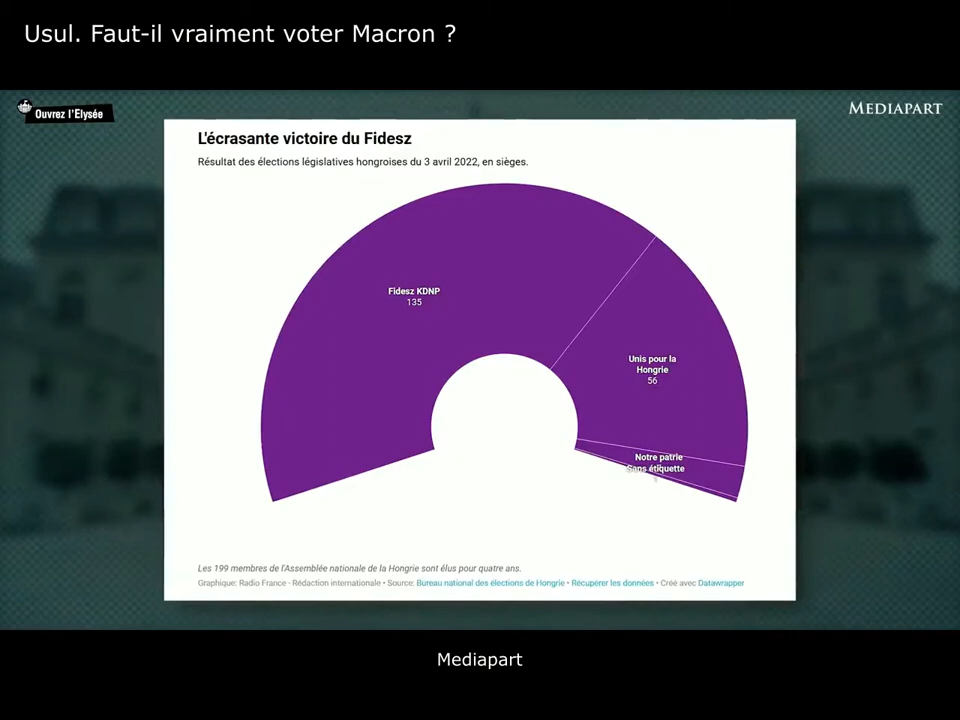 Usul. Faut-il vraiment voter Macron ?
Ouvrez l'Elysée
MEDIAPART
L'écrasante victoire du Fidesz
Résultat des élections législatives hongroises du 3 avril 2022, en sièges.
Fidesz KDNP
135
Unis pour la
Hongrie
56
Notre patrie
Sans étiquette
Les 199 membres de l'Assemblée nationale de la Hongrie sont élus pour quatre ans.
Graphique: Radio France - Rédaction internationale • Source: Bureau national des élections de Hongrie • Récupérer les données • Créé avec Datawrapper
Mediapart